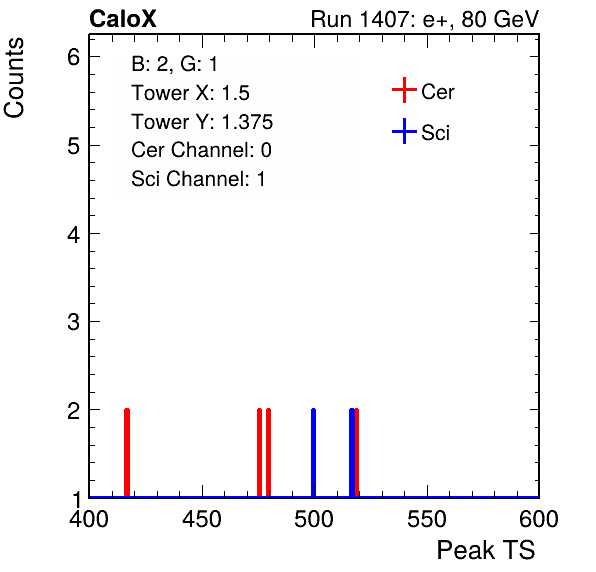 CaloX Run 1407: e+, 80 GeV
Counts
B: 2, G: 1
Tower X: 1.5
Tower Y: 1.375
Cer Channel: 0
Sci Channel: 1
Cer
Sci
6
5
4
3
2
1
400 450 500 550 600
Peak TS